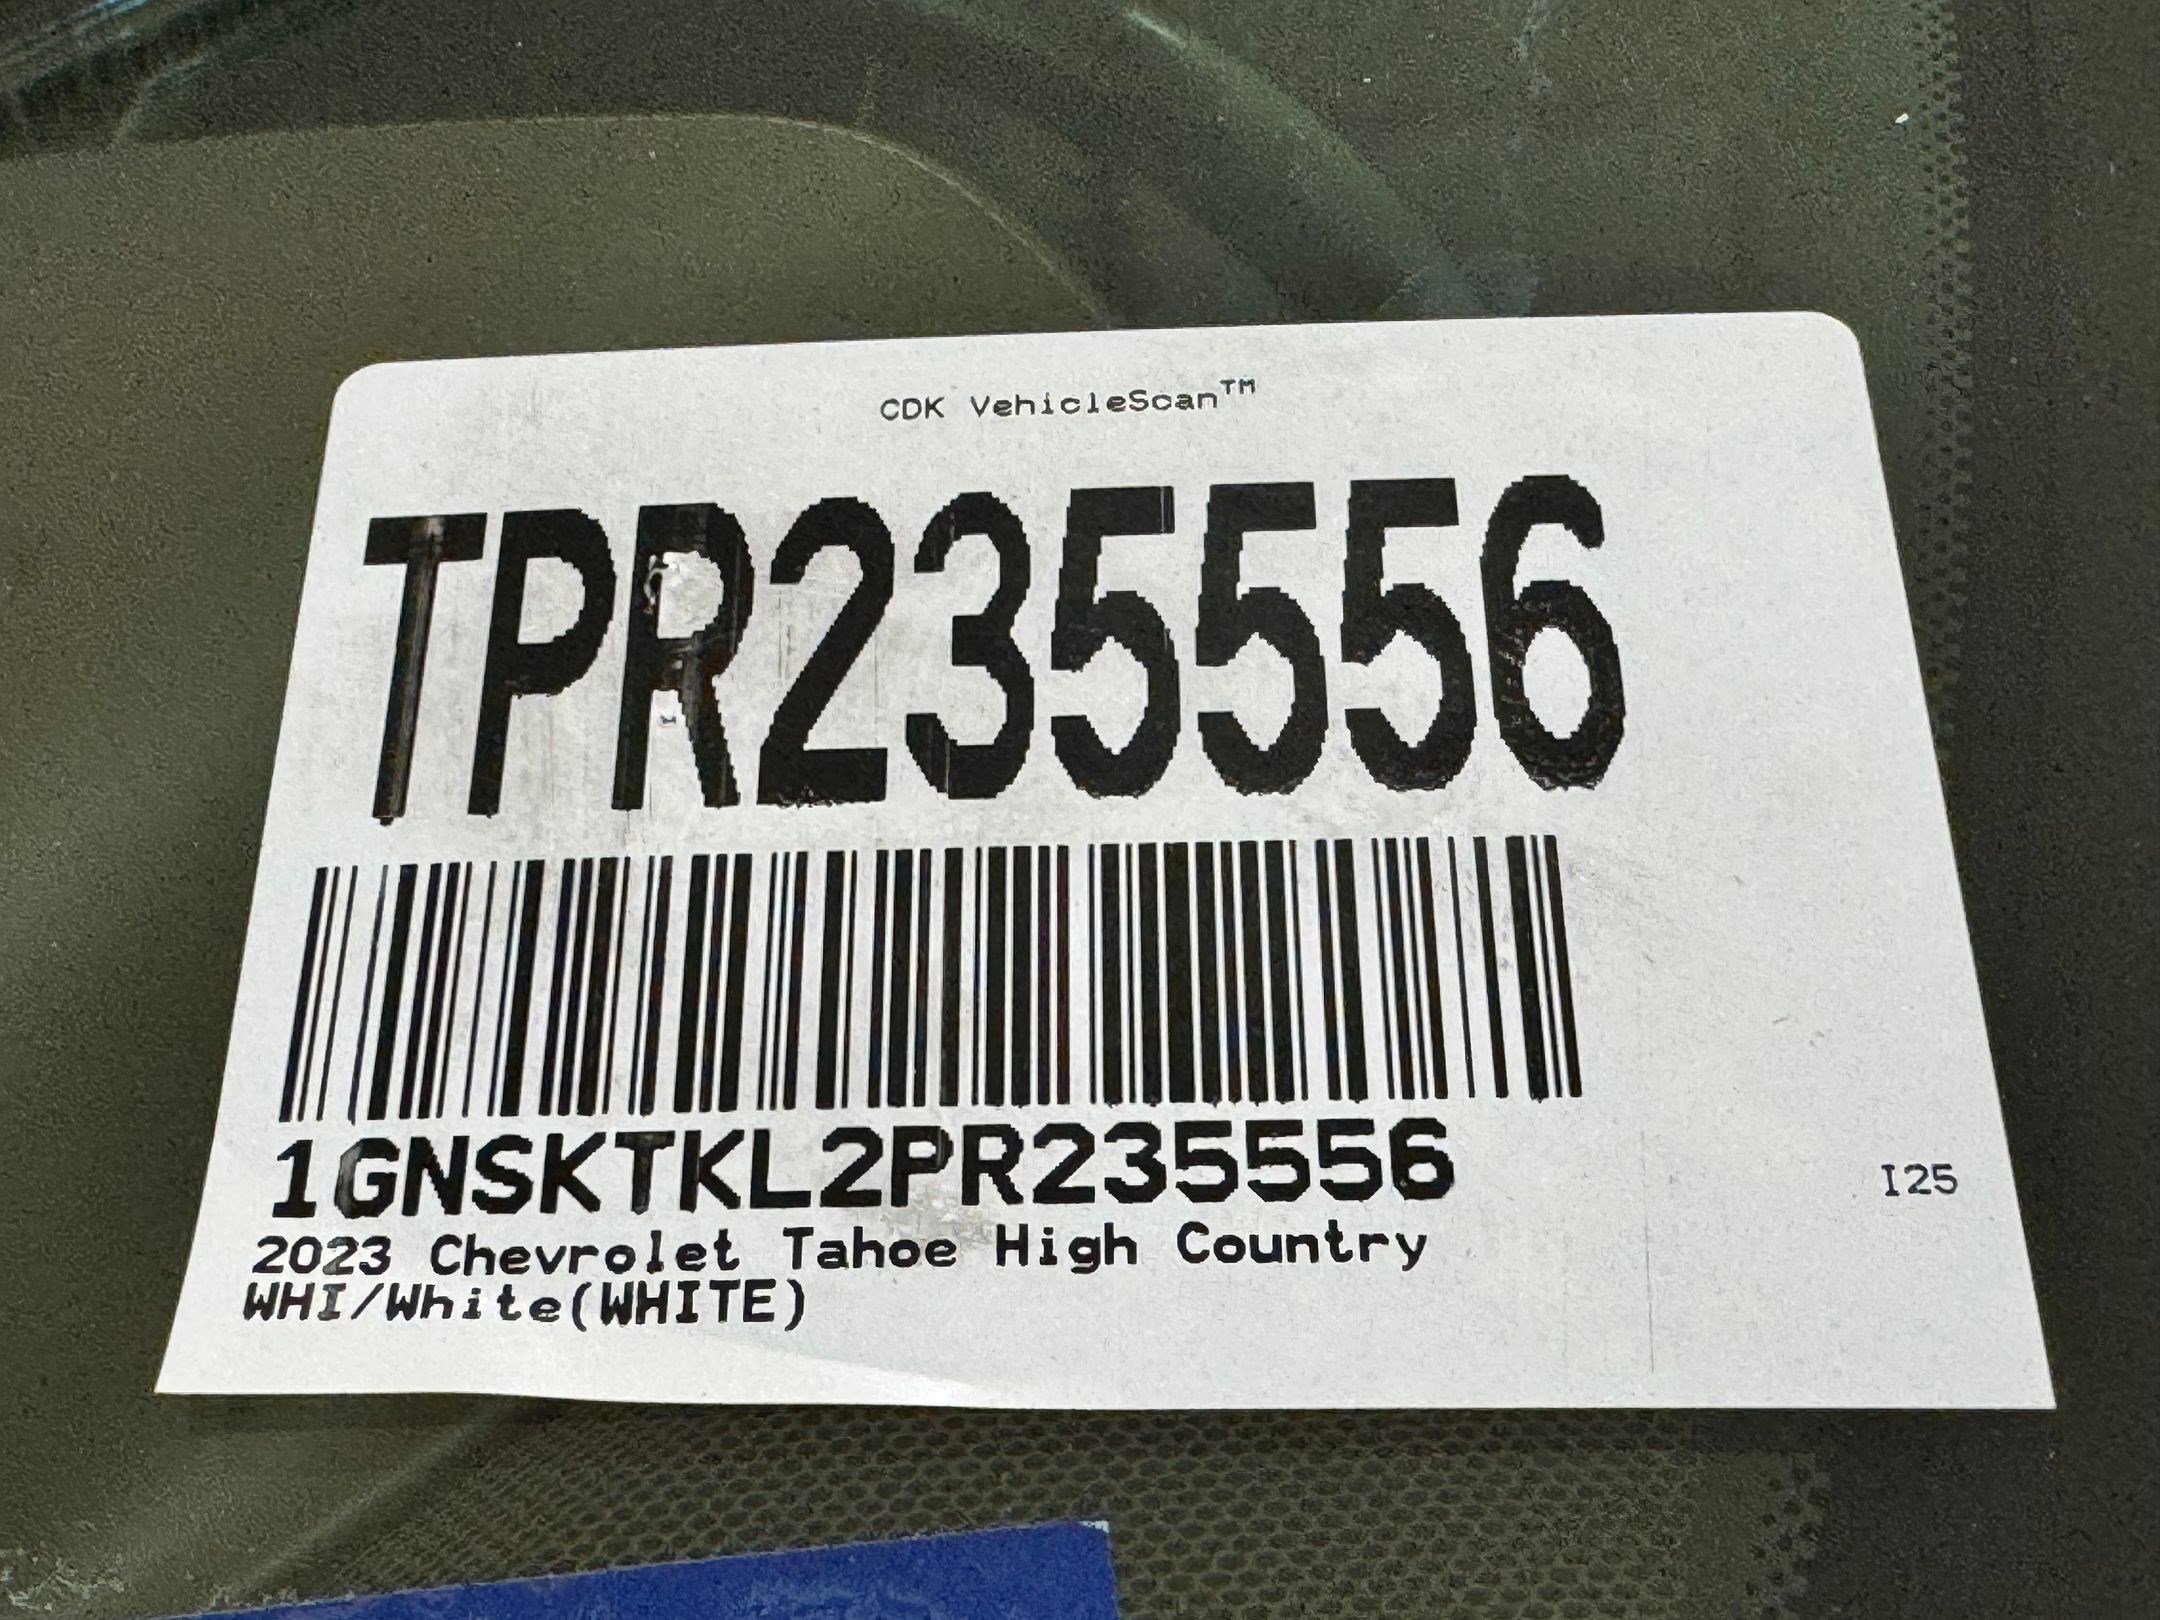 CDK VehicleScan™
TPR235556
1GNSKTKL2PR235556
I25
2023 Chevrolet Tahoe High Country
WHI/White(WHITE)